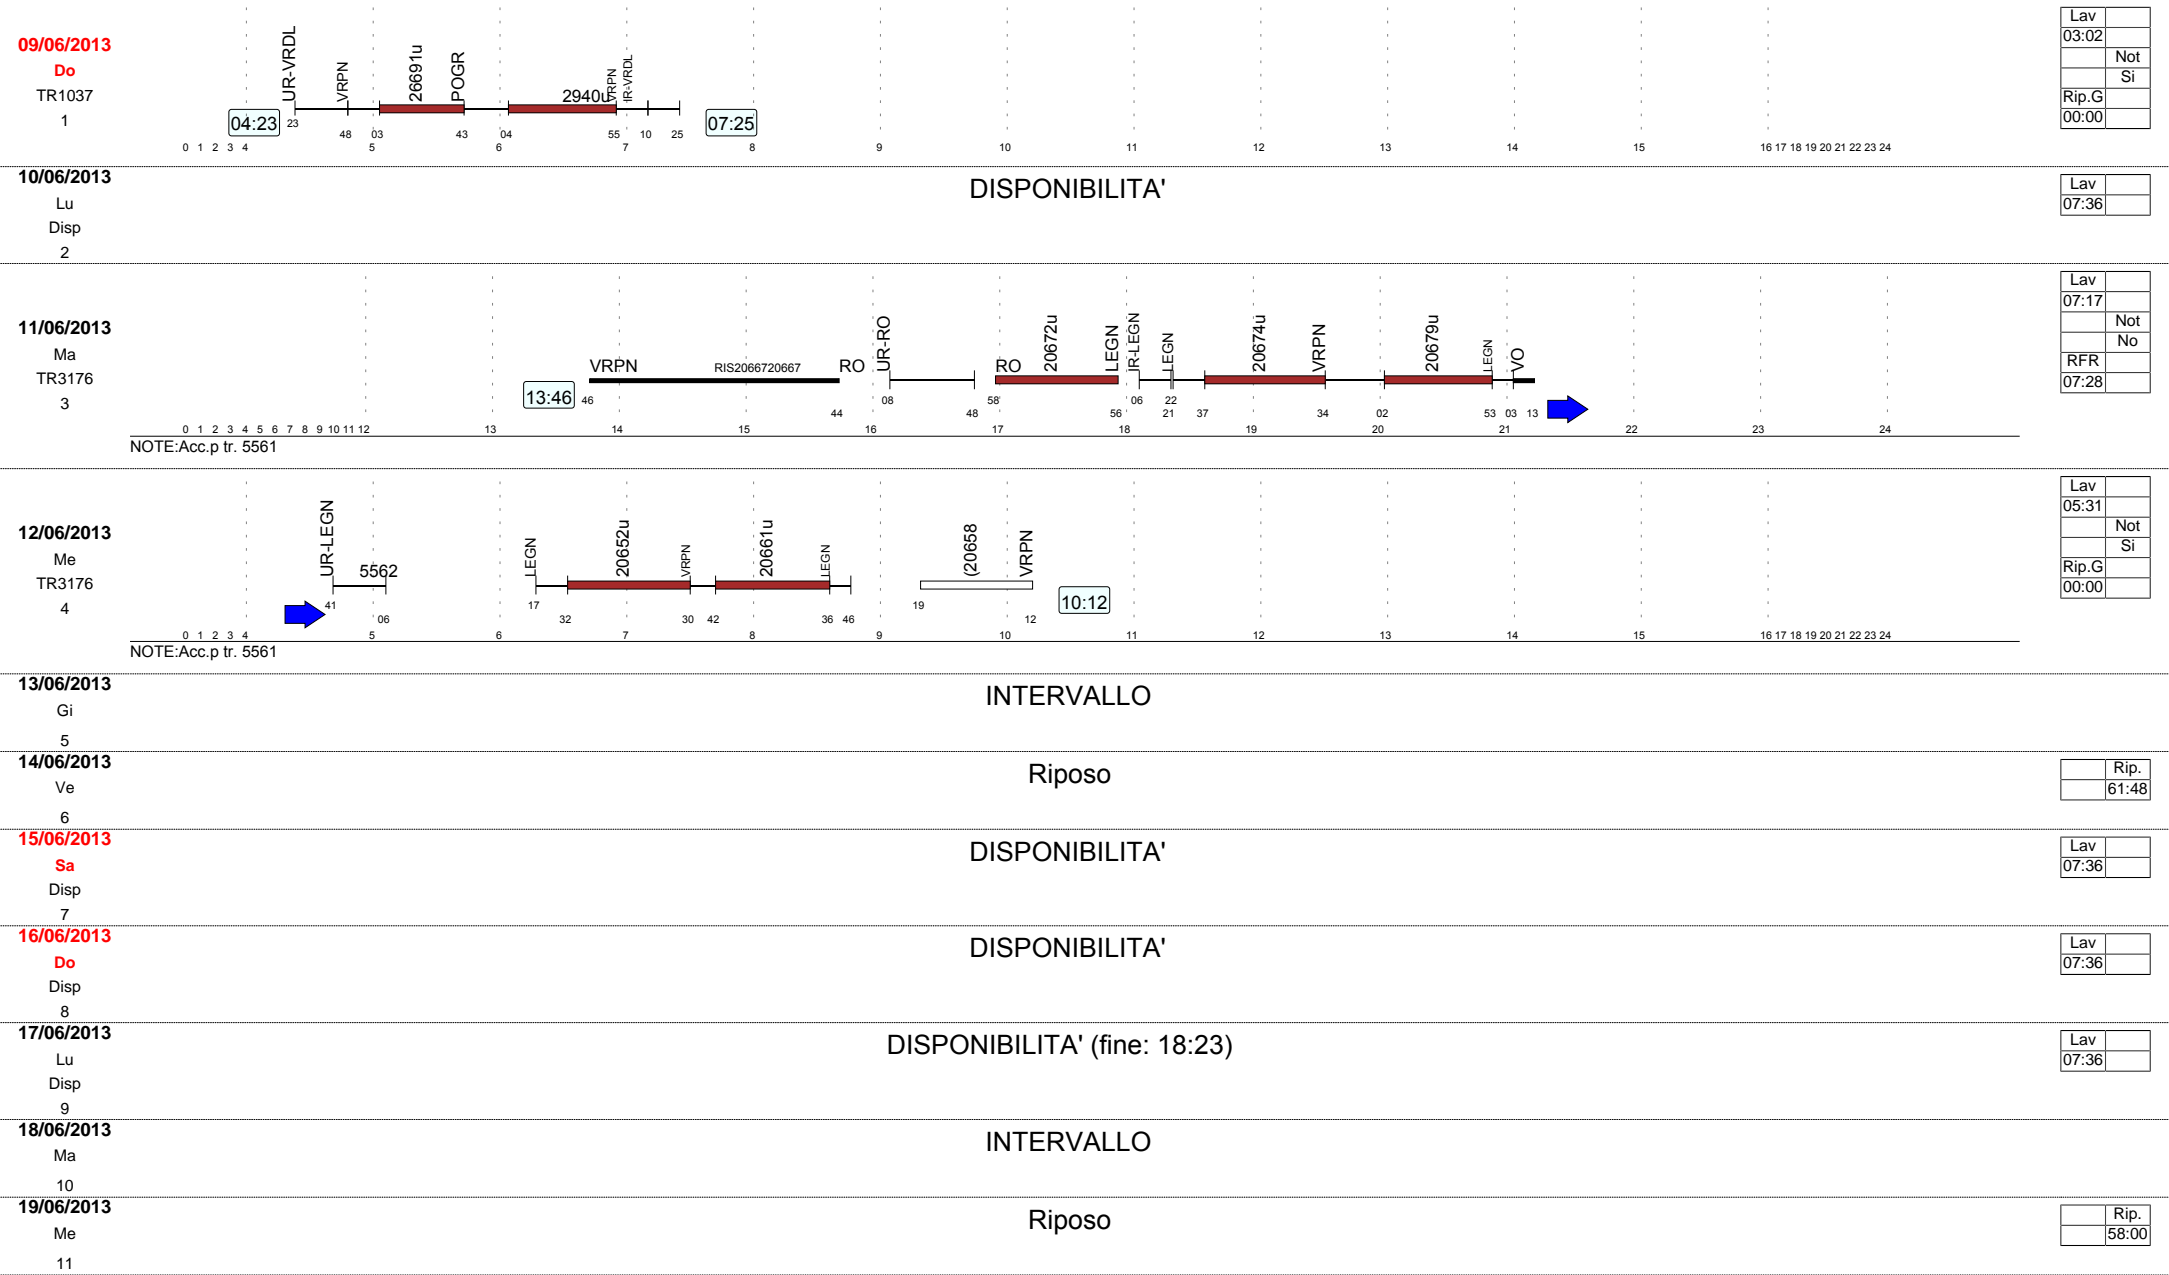 09/06/2013
Do
TR1037
1
04:23
UR-VRDL
VRPN
26691u
POGR
2940u
VRPN
IR-VRDL
07:25
23
48 03 43 04 55 10 25
0 1 2 3 4 5 6 7 8 9 10 11 12 13 14 15 16 17 18 19 20 21 22 23 24
Lav
03:02
Not
Si
Rip.G
00:00
10/06/2013
Lu
Disp
2
DISPONIBILITA'
Lav
07:36
11/06/2013
Ma
TR3176
3
13:46
VRPN
RIS2066720667
RO
UR-RO
RO
20672u
LEGN
IR-LEGN
LEGN
20674u
VRPN
20679u
LEGN
VO
46 08 58 06 22
44 48 56 21 37 34 02 53 03 13
0 1 2 3 4 5 6 7 8 9 10 11 12 13 14 15 16 17 18 19 20 21 22 23 24
NOTE:Acc.p tr. 5561
Lav
07:17
Not
No
RFR
07:28
12/06/2013
Me
TR3176
4
UR-LEGN
5562
LEGN
20652u
VRPN
20661u
LEGN
(20658
VRPN
10:12
41 17 19
06 32 30 42 36 46 12
0 1 2 3 4 5 6 7 8 9 10 11 12 13 14 15 16 17 18 19 20 21 22 23 24
NOTE:Acc.p tr. 5561
Lav
05:31
Not
Si
Rip.G
00:00
13/06/2013
Gi
5
INTERVALLO
14/06/2013
Ve
6
Riposo
Rip.
61:48
15/06/2013
Sa
Disp
7
DISPONIBILITA'
Lav
07:36
16/06/2013
Do
Disp
8
DISPONIBILITA'
Lav
07:36
17/06/2013
Lu
Disp
9
DISPONIBILITA' (fine: 18:23)
Lav
07:36
18/06/2013
Ma
10
INTERVALLO
19/06/2013
Me
11
Riposo
Rip.
58:00